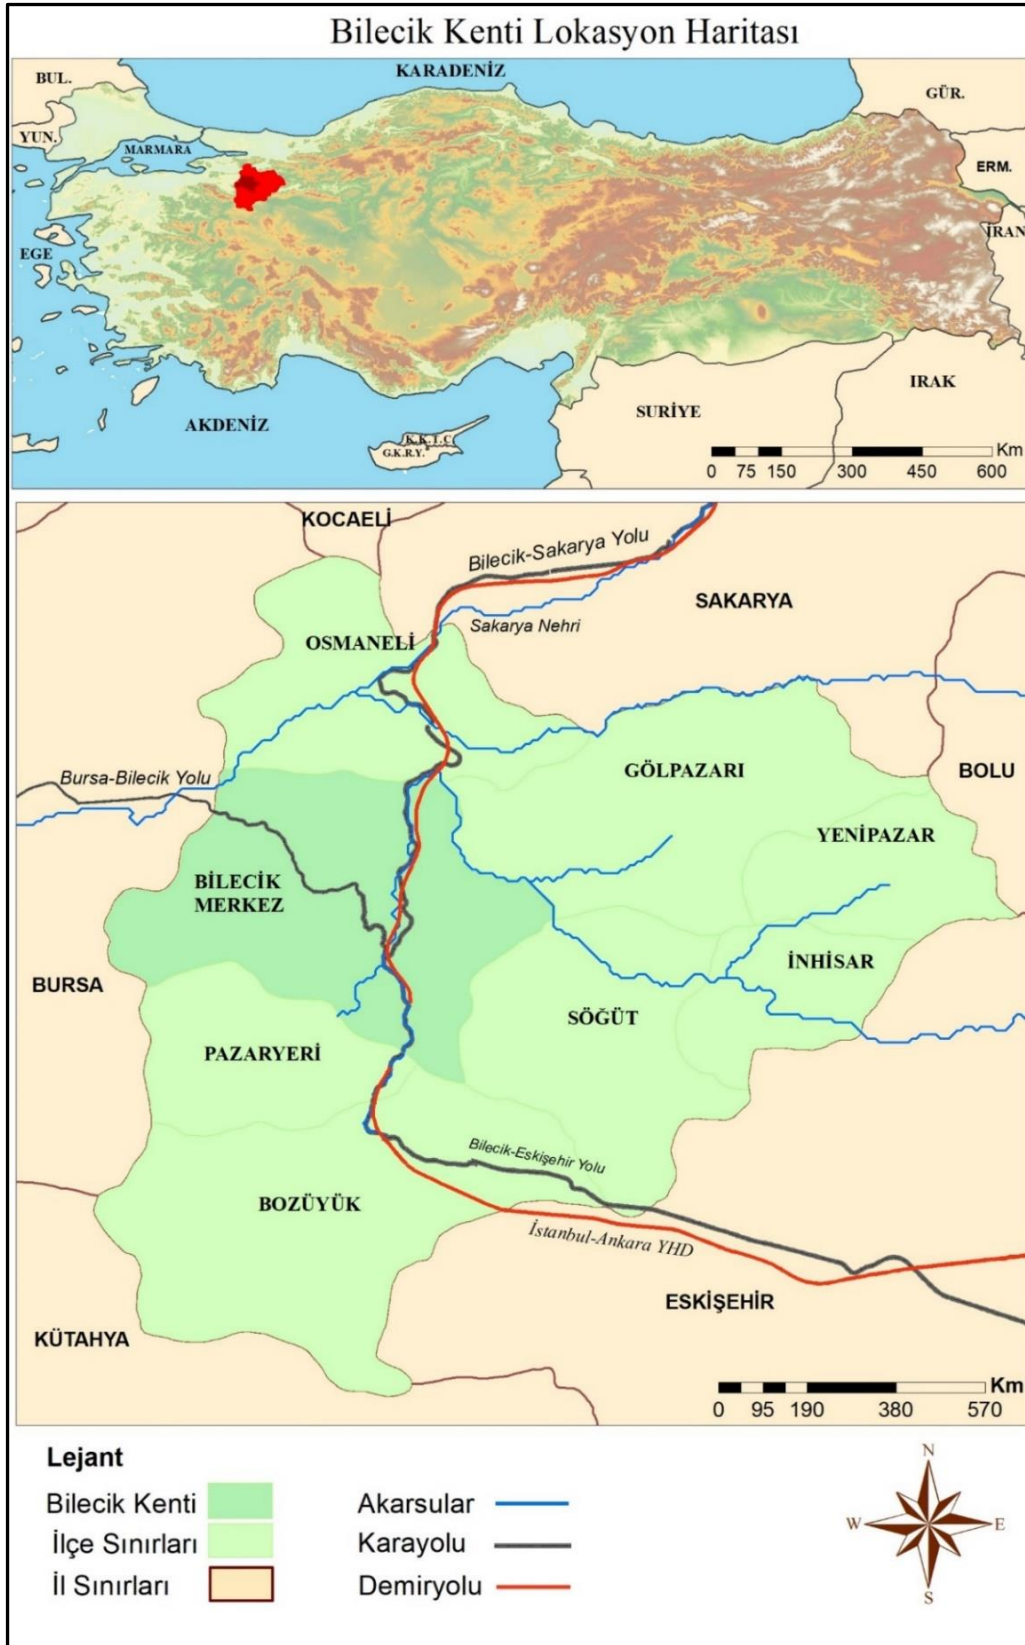 Bilecik Kenti Lokasyon Haritası
KARADENİZ
BUL.
GÜR.
YUN.
MARMARA
ERM.
İRAN
EGE
IRAK
SURİYE
AKDENİZ
K.K.T.C.
G.K.R.Y.
Km
0 75 150 300 450 600
KOCAELİ
Bilecik-Sakarya Yolu
SAKARYA
Sakarya Nehri
OSMANELİ
Bursa-Bilecik Yolu
GÖLPAZARI
BOLU
YENİPAZAR
BİLECİK
MERKEZ
İNHİSAR
BURSA
SÖĞÜT
PAZARYERİ
Bilecik-Eskişehir Yolu
BOZÜYÜK
İstanbul-Ankara YHD
ESKİŞEHİR
KÜTAHYA
Km
0 95 190 380 570
Lejant
Bilecik Kenti
İlçe Sınırları
İl Sınırları
Akarsular
Karayolu
Demiryolu
N
W
E
S